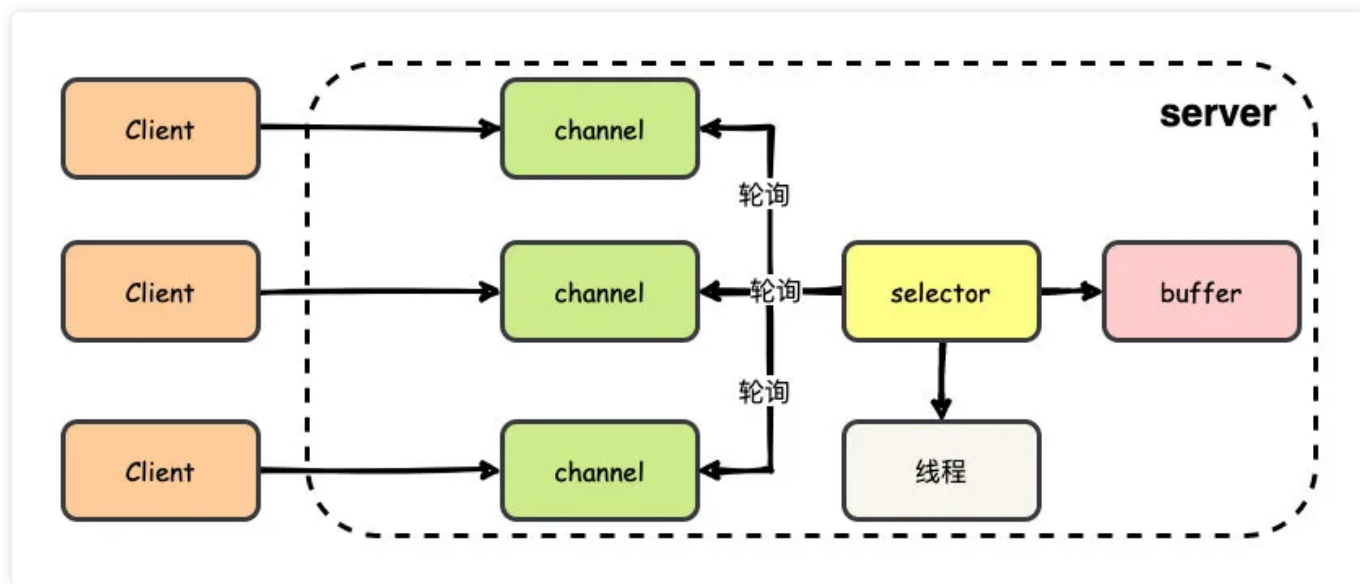 server
Client
channel
轮询
Client
channel
轮询
selector
buffer
轮询
Client
channel
线程